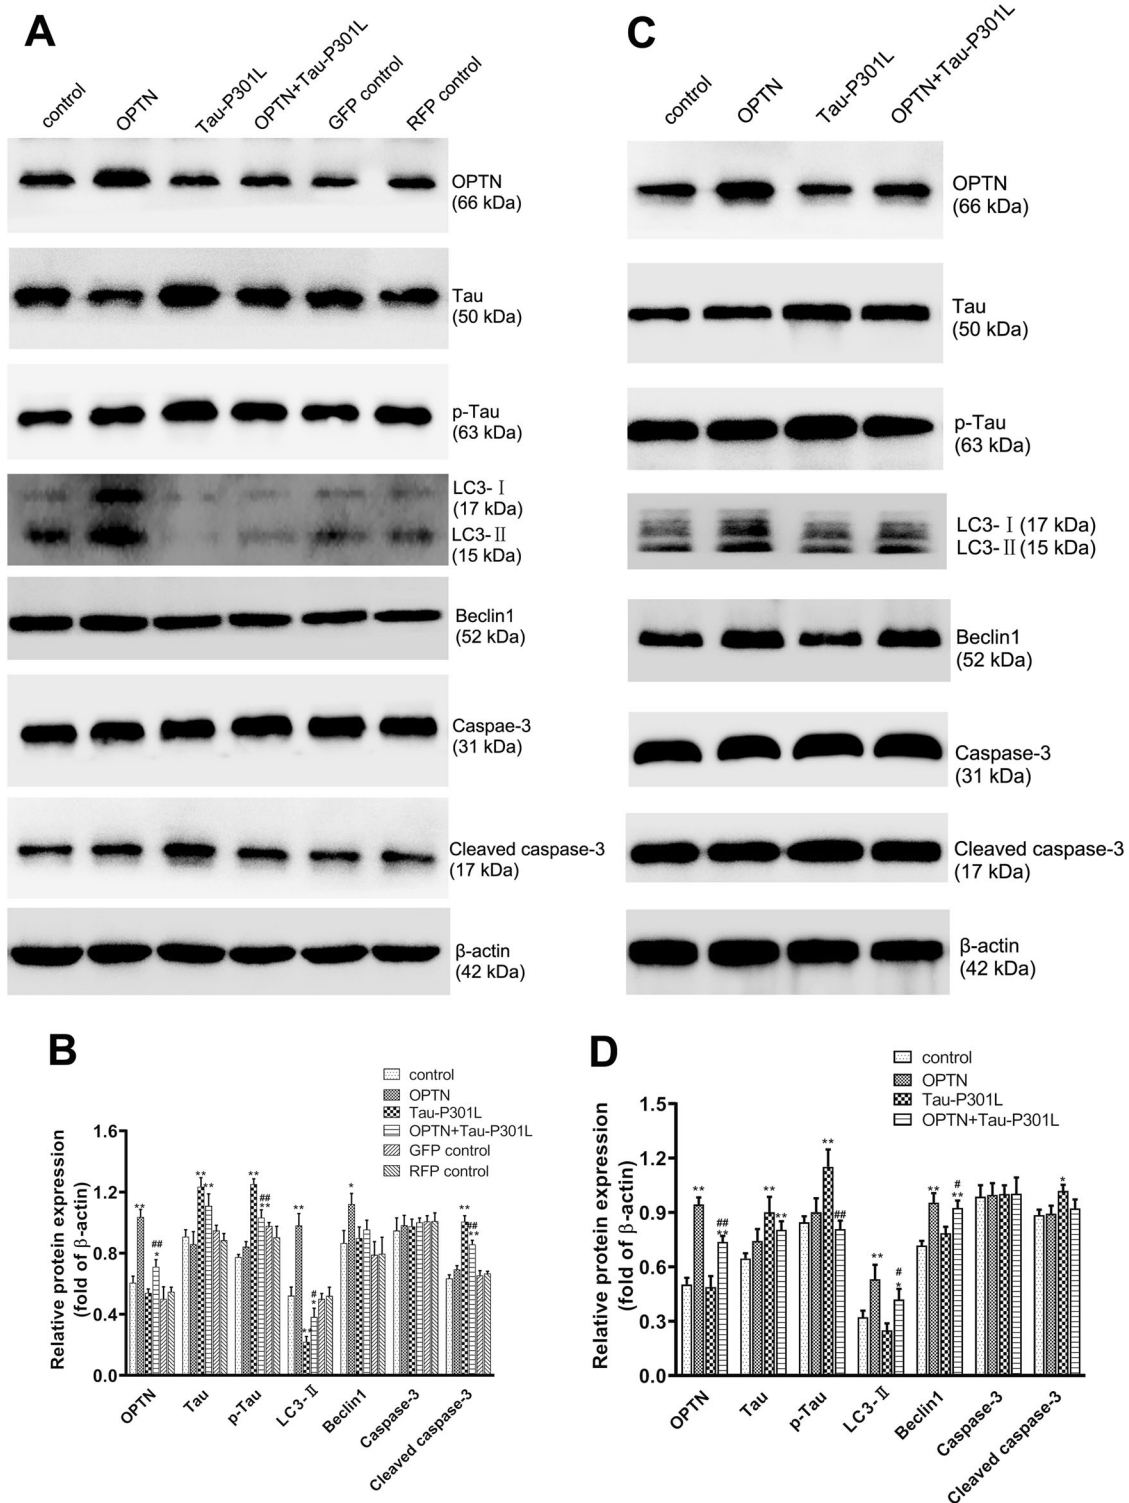 A
control
OPTN
Tau-P301L
OPTN+Tau-P301L
GFP control
RFP control
OPTN
(66 kDa)
Tau
(50 kDa)
p-Tau
(63 kDa)
LC3-Ⅰ
(17 kDa)
LC3-Ⅱ
(15 kDa)
Beclin1
(52 kDa)
Caspae-3
(31 kDa)
Cleaved caspase-3
(17 kDa)
β-actin
(42 kDa)
C
control
OPTN
Tau-P301L
OPTN+Tau-P301L
OPTN
(66 kDa)
Tau
(50 kDa)
p-Tau
(63 kDa)
LC3-Ⅰ (17 kDa)
LC3-Ⅱ (15 kDa)
Beclin1
(52 kDa)
Caspase-3
(31 kDa)
Cleaved caspase-3
(17 kDa)
β-actin
(42 kDa)
B
control
OPTN
Tau-P301L
OPTN+Tau-P301L
GFP control
RFP control
Relative protein expression
(fold of β-actin)
1.6
1.2
0.8
0.4
0.0
**
##
*
**
**
**
##
**
**
#
*
*
**
##
**
OPTN
Tau
p-Tau
LC3-Ⅱ
Beclin1
Caspase-3
Cleaved caspase-3
D
control
OPTN
Tau-P301L
OPTN+Tau-P301L
Relative protein expression
(fold of β-actin)
1.5
1.2
0.9
0.6
0.3
0.0
**
##
**
**
**
**
##
**
#
*
**
#
**
*
OPTN
Tau
p-Tau
LC3-Ⅱ
Beclin1
Caspase-3
Cleaved caspase-3